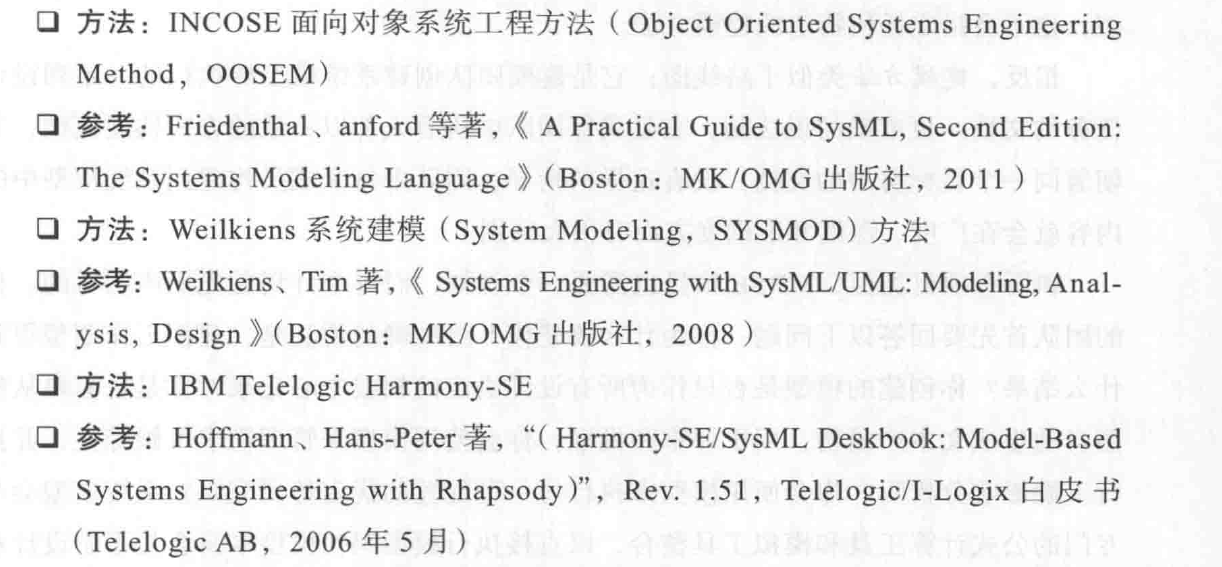 ❑ 方法：INCOSE 面向对象系统工程方法（Object Oriented Systems Engineering
Method，OOSEM）
❑ 参考：Friedenthal、anford 等著，《 A Practical Guide to SysML, Second Edition:
The Systems Modeling Language 》（Boston：MK/OMG 出版社，2011）
❑ 方法：Weilkiens 系统建模（System Modeling，SYSMOD）方法
❑ 参考：Weilkiens、Tim 著，《 Systems Engineering with SysML/UML: Modeling, Anal-
ysis, Design 》（Boston：MK/OMG 出版社，2008）
❑ 方法：IBM Telelogic Harmony-SE
❑ 参考：Hoffmann、Hans-Peter 著，“（Harmony-SE/SysML Deskbook: Model-Based
Systems Engineering with Rhapsody）”，Rev. 1.51，Telelogic/I-Logix 白皮书
（Telelogic AB，2006 年 5 月）